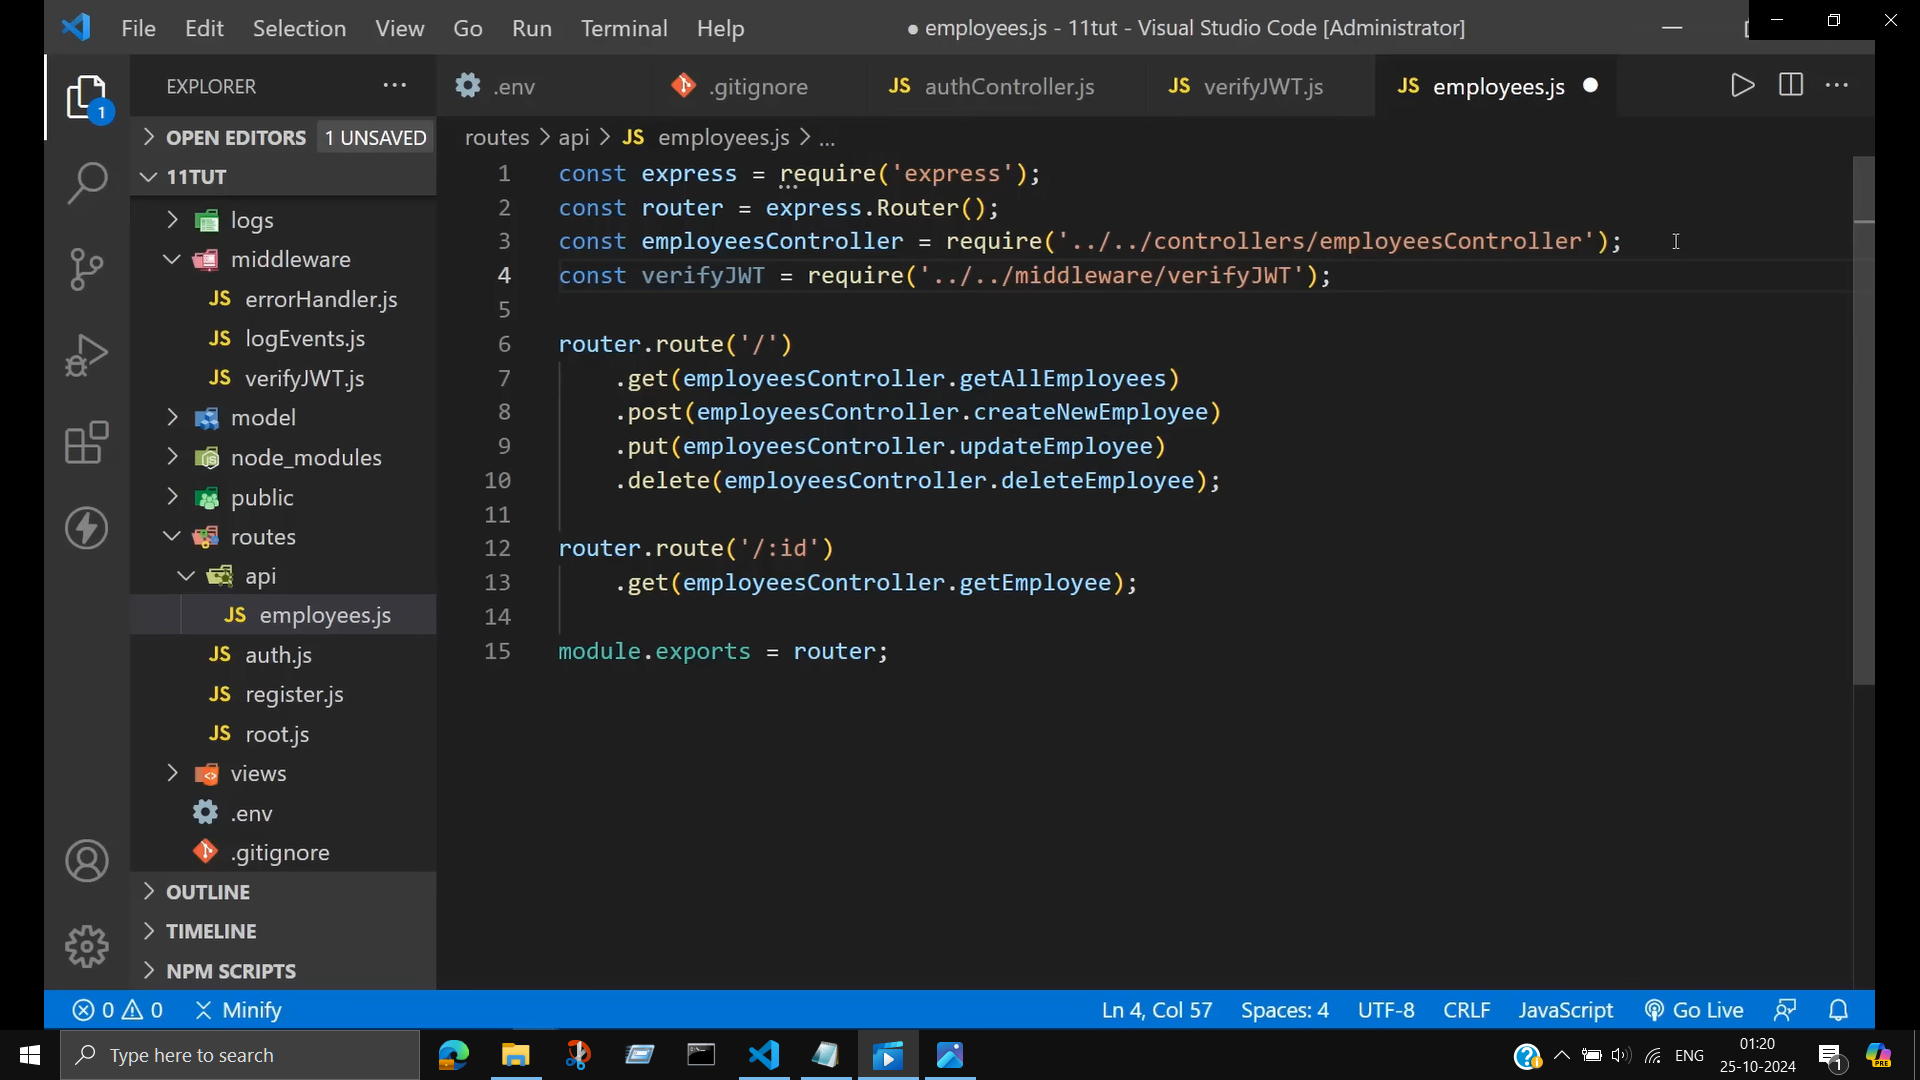 File Edit Selection View Go Run Terminal Help
● employees.js - 11tut - Visual Studio Code [Administrator]
EXPLORER
.env
.gitignore
JS authController.js
JS verifyJWT.js
JS employees.js
1
OPEN EDITORS 1 UNSAVED
11TUT
logs
middleware
JS errorHandler.js
JS logEvents.js
JS verifyJWT.js
model
node_modules
public
routes
api
JS employees.js
JS auth.js
JS register.js
JS root.js
views
.env
.gitignore
OUTLINE
TIMELINE
NPM SCRIPTS
routes > api > JS employees.js > ...
1 const express = require('express');
2 const router = express.Router();
3 const employeesController = require('../../controllers/employeesController');
4 const verifyJWT = require('../../middleware/verifyJWT');
5
6 router.route('/')
7 .get(employeesController.getAllEmployees)
8 .post(employeesController.createNewEmployee)
9 .put(employeesController.updateEmployee)
10 .delete(employeesController.deleteEmployee);
11
12 router.route('/:id')
13 .get(employeesController.getEmployee);
14
15 module.exports = router;
0 0 Minify
Ln 4, Col 57 Spaces: 4 UTF-8 CRLF JavaScript Go Live
Type here to search
ENG
01:20
25-10-2024
1
PRE